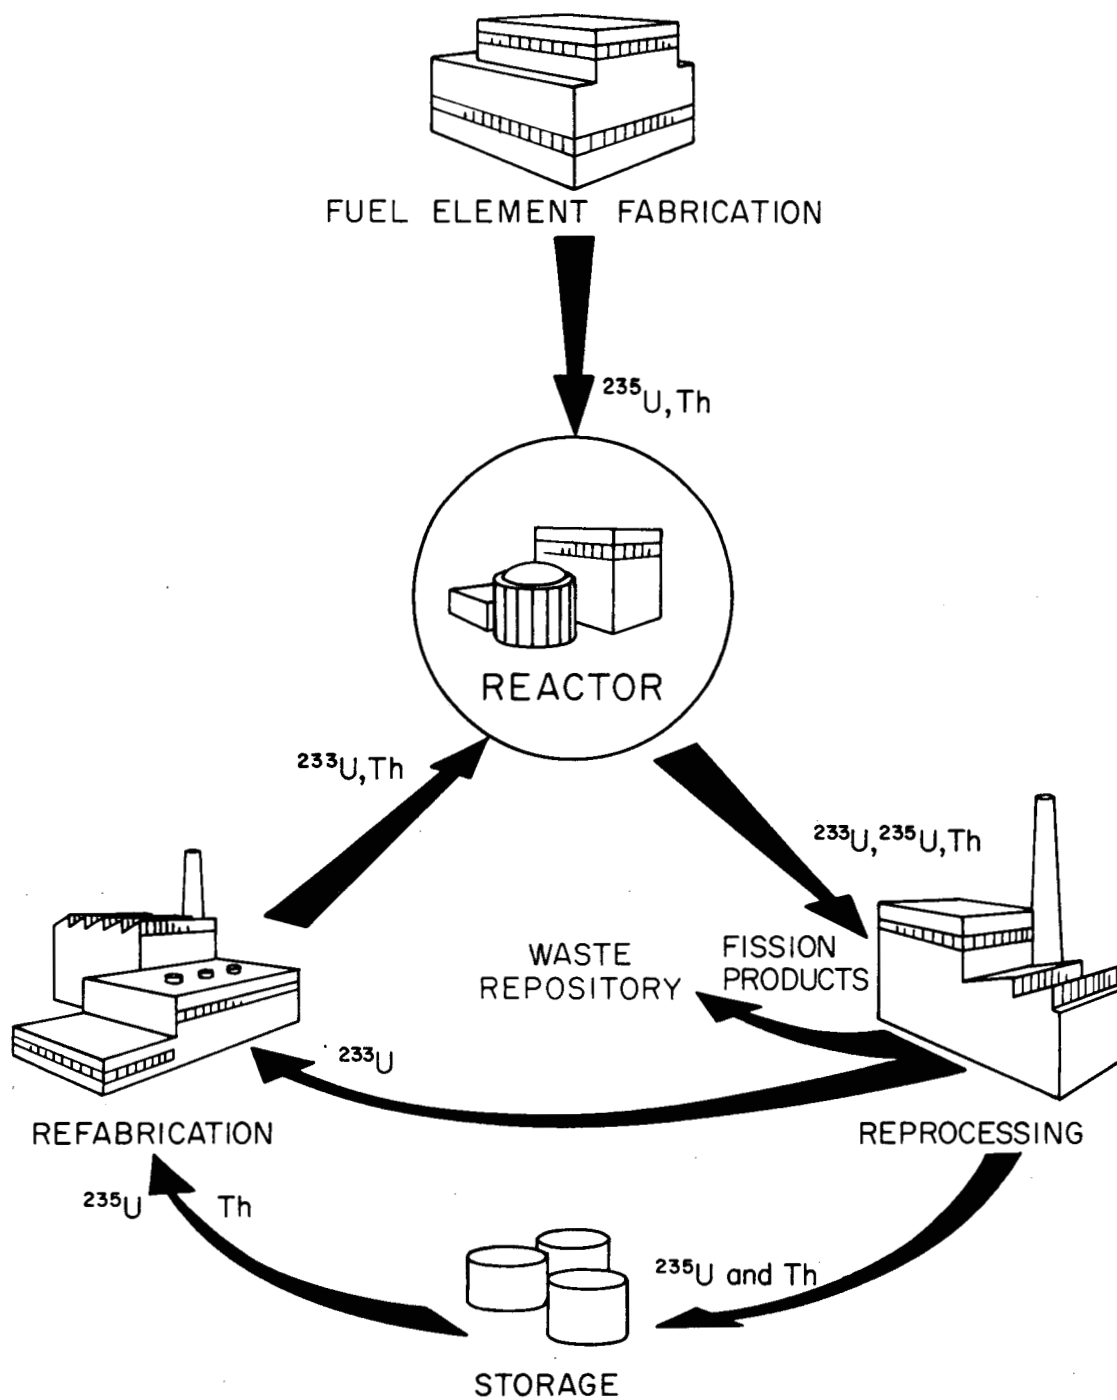 FUEL ELEMENT FABRICATION
²³⁵U, Th
REACTOR
²³³U, Th
²³³U, ²³⁵U, Th
WASTE
REPOSITORY
FISSION
PRODUCTS
²³³U
REFABRICATION
REPROCESSING
²³⁵U Th
²³⁵U and Th
STORAGE